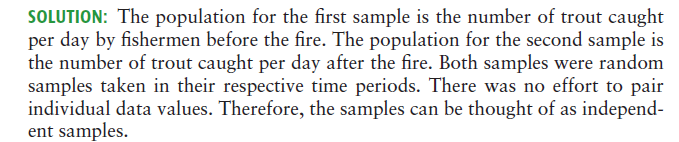 SOLUTION: The population for the first sample is the number of trout caught
per day by fishermen before the fire. The population for the second sample is
the number of trout caught per day after the fire. Both samples were random
samples taken in their respective time periods. There was no effort to pair
individual data values. Therefore, the samples can be thought of as independ-
ent samples.